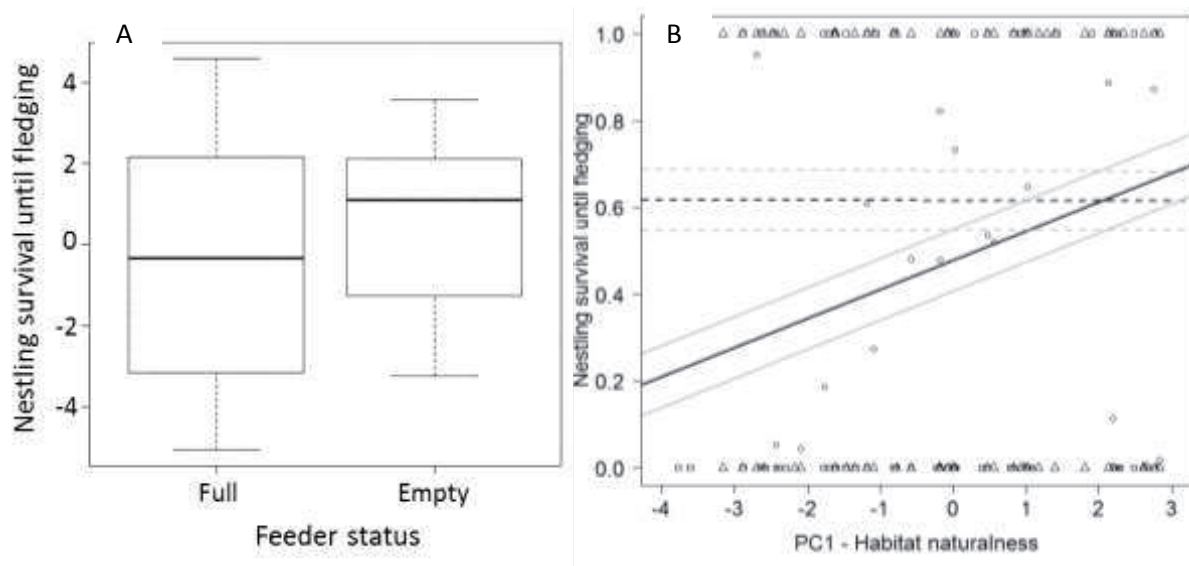 A
Nestling survival until fledging
4
2
0
-2
-4
Full
Empty
Feeder status
B
Nestling survival until fledging
1.0
0.8
0.6
0.4
0.2
0.0
-4
-3
-2
-1
0
1
2
3
PC1 - Habitat naturalness